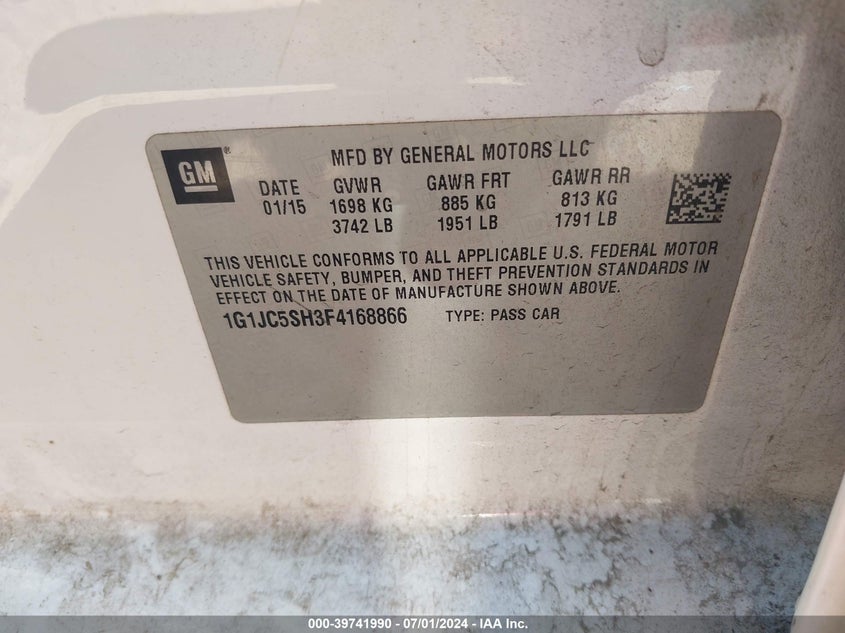 GM®
MFD BY GENERAL MOTORS LLC
DATE GVWR GAWR FRT GAWR RR
01/15 1698 KG 885 KG 813 KG
3742 LB 1951 LB 1791 LB
THIS VEHICLE CONFORMS TO ALL APPLICABLE U.S. FEDERAL MOTOR
VEHICLE SAFETY, BUMPER, AND THEFT PREVENTION STANDARDS IN
EFFECT ON THE DATE OF MANUFACTURE SHOWN ABOVE.
1G1JC5SH3F4168866 TYPE: PASS CAR
000-39741990 / 07/01/2024 - IAA Inc.